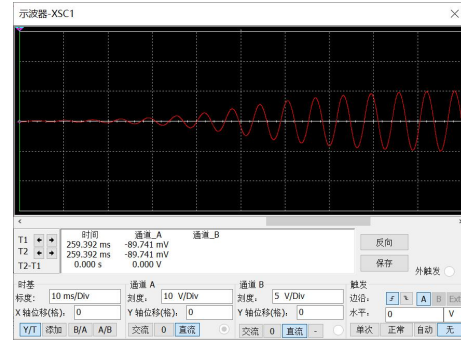 示波器-XSC1
时间 通道_A 通道_B
T1 259.392 ms -89.741 mV
T2 259.392 ms -89.741 mV
T2-T1 0.000 s 0.000 V
反向
保存
外触发
时基 通道 A 通道 B 触发
标度: 10 ms/Div 刻度: 10 V/Div 刻度: 5 V/Div 边沿: A B Ext
X 轴位移(格): 0 Y 轴位移(格): 0 Y 轴位移(格): 0 水平: 0 V
Y/T 添加 B/A A/B 交流 0 直流 交流 0 直流 - 单次 正常 自动 无